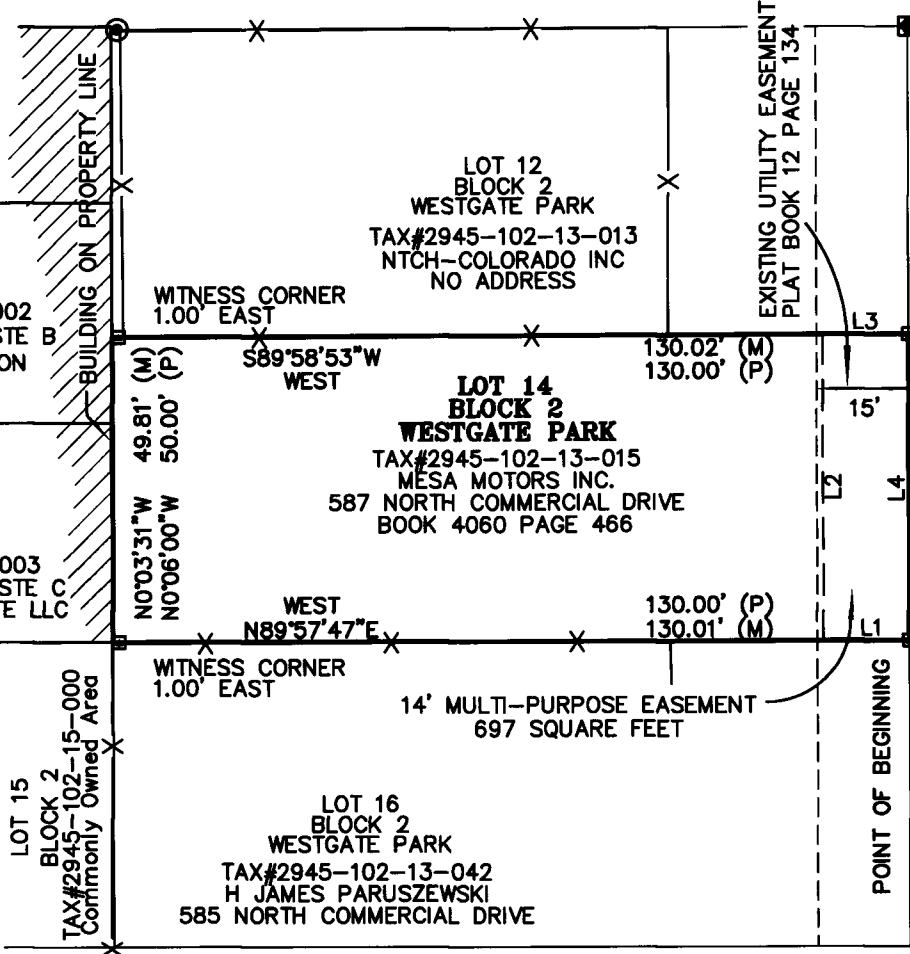 EXISTING UTILITY EASEMENT
PLAT BOOK 12 PAGE 134
BUILDING ON PROPERTY LINE
LOT 12
BLOCK 2
WESTGATE PARK
TAX#2945-102-13-013
NTCH-COLORADO INC
NO ADDRESS
WITNESS CORNER
1.00' EAST
002
STE B
ON
L3
S89°58'53"W
WEST
130.02' (M)
130.00' (P)
15'
49.81' (M)
50.00' (P)
N0°03'31"W
N0°06'00"W
LOT 14
BLOCK 2
WESTGATE PARK
TAX#2945-102-13-015
MESA MOTORS INC.
587 NORTH COMMERCIAL DRIVE
BOOK 4060 PAGE 466
L2
L4
003
STE C
TE LLC
WEST
N89°57'47"E
130.00' (P)
130.01' (M)
L1
WITNESS CORNER
1.00' EAST
14' MULTI-PURPOSE EASEMENT
697 SQUARE FEET
POINT OF BEGINNING
LOT 15
BLOCK 2
TAX#2945-102-15-000
Commonly Owned Area
LOT 16
BLOCK 2
WESTGATE PARK
TAX#2945-102-13-042
H JAMES PARUSZEWSKI
585 NORTH COMMERCIAL DRIVE